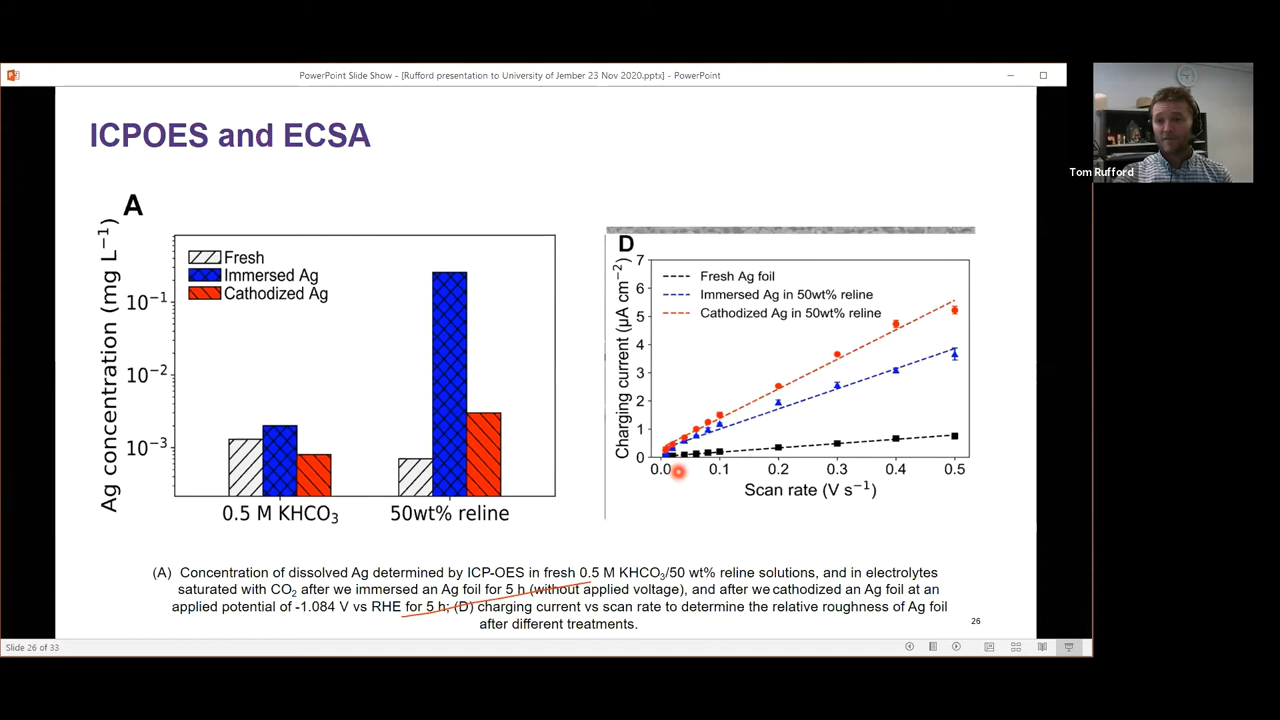 PowerPoint Slide Show - [Rufford presentation to University of Jember 23 Nov 2020.pptx] - PowerPoint
Tom Rufford
ICPOES and ECSA
A
Ag concentration (mg L⁻¹)
10⁻¹
10⁻²
10⁻³
Fresh
Immersed Ag
Cathodized Ag
0.5 M KHCO₃
50wt% reline
D
Charging current (µA cm⁻²)
7
6
5
4
3
2
1
0
Fresh Ag foil
Immersed Ag in 50wt% reline
Cathodized Ag in 50wt% reline
0.0 0.1 0.2 0.3 0.4 0.5
Scan rate (V s⁻¹)
(A) Concentration of dissolved Ag determined by ICP-OES in fresh 0.5 M KHCO₃/50 wt% reline solutions, and in electrolytes
saturated with CO₂ after we immersed an Ag foil for 5 h (without applied voltage), and after we cathodized an Ag foil at an
applied potential of -1.084 V vs RHE for 5 h; (D) charging current vs scan rate to determine the relative roughness of Ag foil
after different treatments.
26
Slide 26 of 33